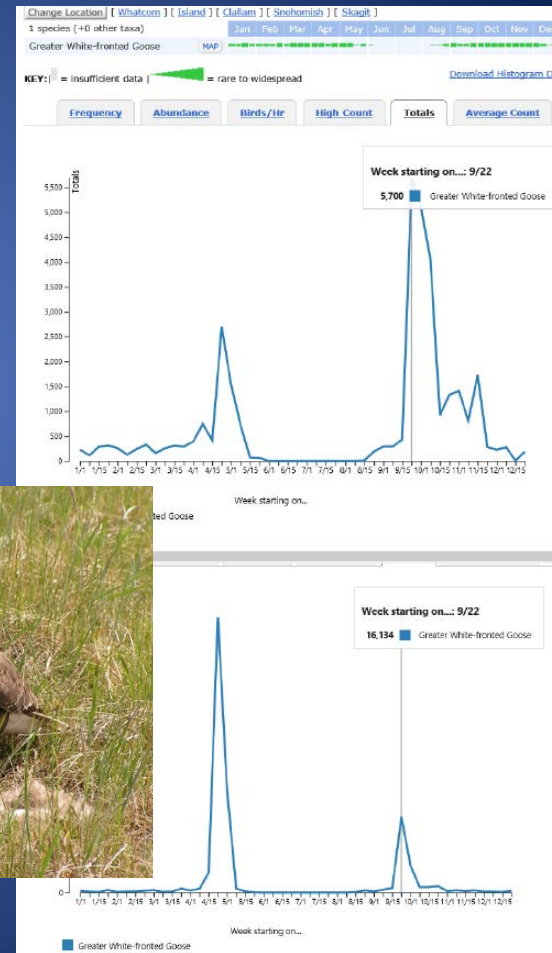 Change Location [ Whatcom ] [ Island ] [ Clallam ] [ Snohomish ] [ Skagit ]
1 species (+0 other taxa) Jan Feb Mar Apr May Jun Jul Aug Sep Oct Nov
Greater White-fronted Goose MAP
KEY: = insufficient data | = rare to widespread
Download Histogram
Frequency Abundance Birds/Hr High Count Totals Average Count
Week starting on...: 9/22
5,700 Greater White-fronted Goose
Totals
5,500
5,000
4,500
4,000
3,500
3,000
2,500
2,000
1,500
1,000
500
0
1/1 1/15 2/1 2/15 3/1 3/15 4/1 4/15 5/1 5/15 6/1 6/15 7/1 7/15 8/1 8/15 9/1 9/15 10/1 10/15 11/1 11/15 12/1 12/15
Week starting on...
Goose
Week starting on...: 9/22
16,134 Greater White-fronted Goose
0
1/1 1/15 2/1 2/15 3/1 3/15 4/1 4/15 5/1 5/15 6/1 6/15 7/1 7/15 8/1 8/15 9/1 9/15 10/1 10/15 11/1 11/15 12/1 12/15
Week starting on...
Greater White-fronted Goose